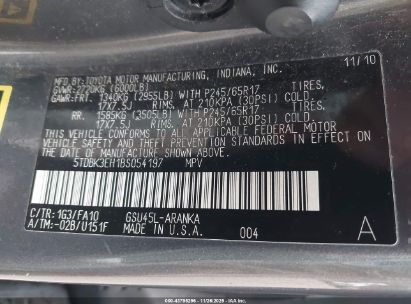 MFD. BY: TOYOTA MOTOR MANUFACTURING, INDIANA, INC. 11/10
GVWR: 2720KG (6000LB)
GAWR: FRT. 1340KG (2955LB) WITH P245/65R17 TIRES,
17X7.5J RIMS, AT 210KPA (30PSI) COLD.
RR. 1585KG (3505LB) WITH P245/65R17 TIRES,
17X7.5J RIMS, AT 210KPA (30PSI) COLD.
THIS VEHICLE CONFORMS TO ALL APPLICABLE FEDERAL MOTOR
VEHICLE SAFETY AND THEFT PREVENTION STANDARDS IN EFFECT
ON THE DATE OF MANUFACTURE SHOWN ABOVE.
5TDBK3EH1BS054197 MPV
C/TR: 1G3/FA10 GSU45L-ARANKA
A/TM:-02B/U151F MADE IN U.S.A. 004 A